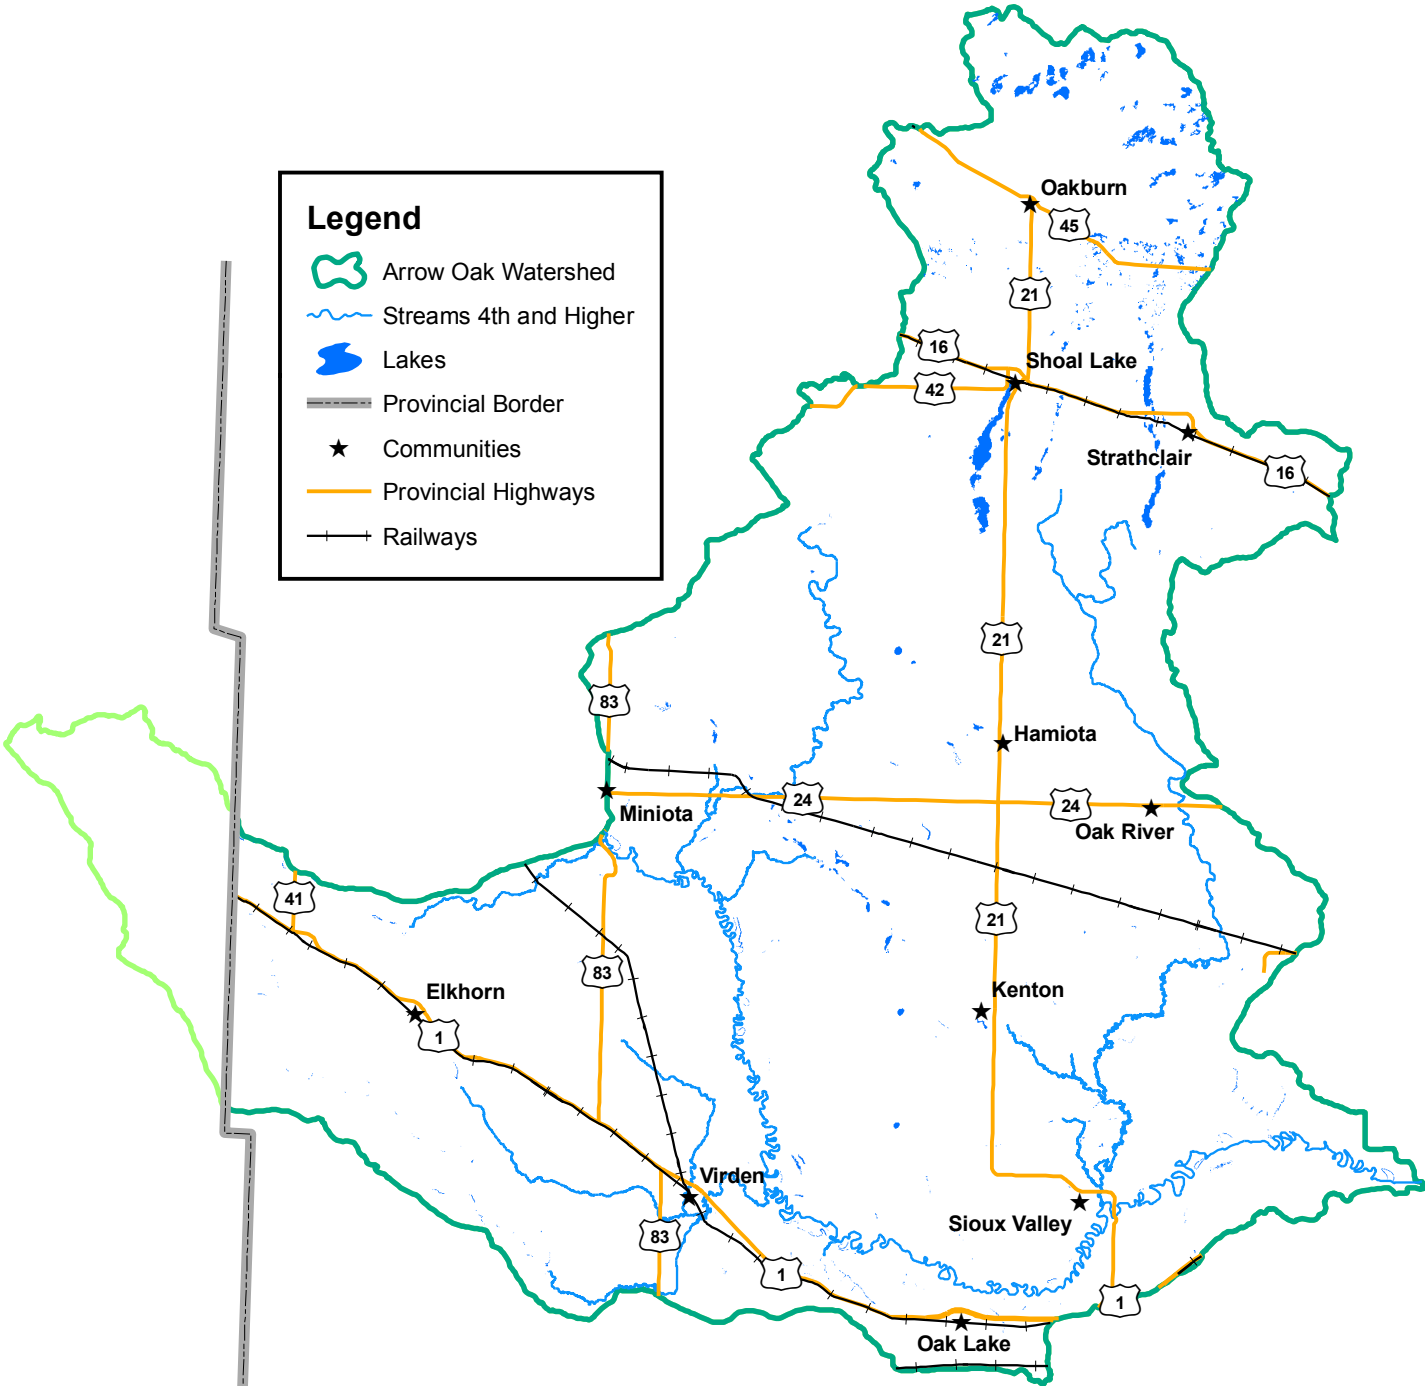 Oakburn
45
Legend
Arrow Oak Watershed
21
Streams 4th and Higher
16
Shoal Lake
Lakes
42
Provincial Border
Communities
Strathclair
16
Provincial Highways
Railways
21
83
Hamiota
24
24
Miniota
Oak River
41
21
83
Kenton
Elkhorn
1
Virden
Sioux Valley
83
1
1
Oak Lake